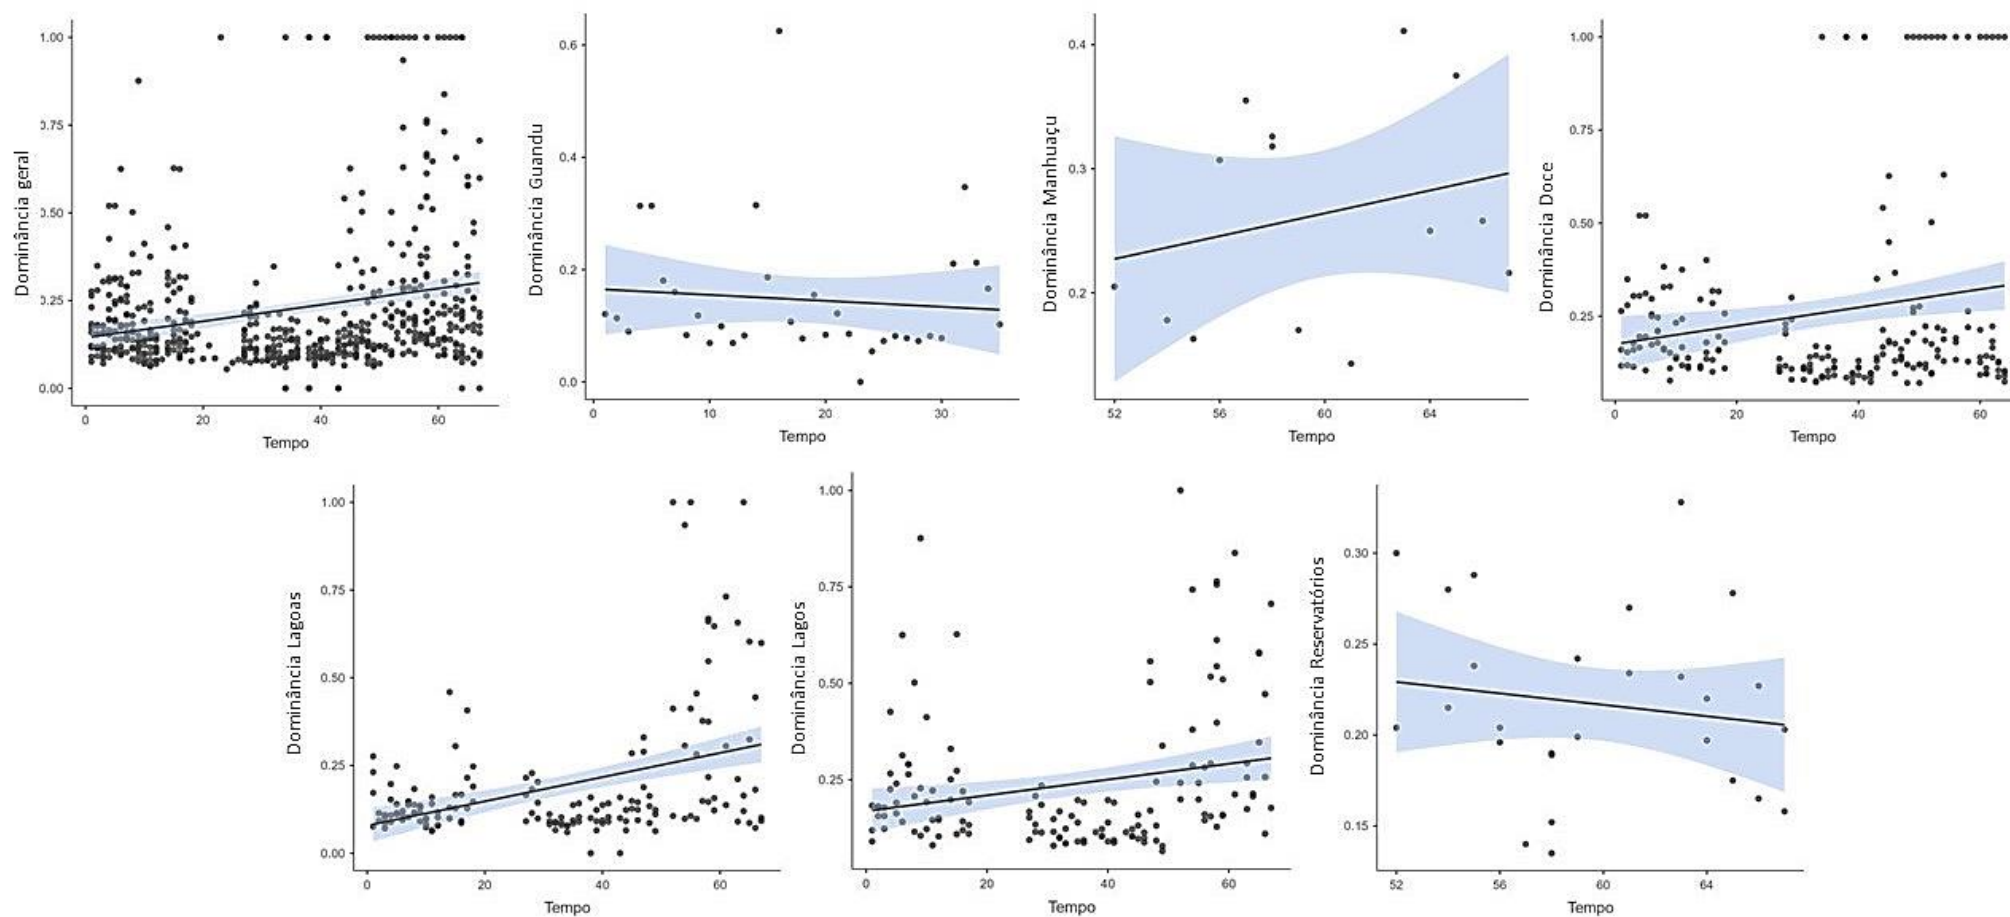 Dominância geral
1.00
0.75
0.50
0.25
0.00
0 20 40 60
Tempo
Dominância Guandu
0.6
0.4
0.2
0.0
0 10 20 30
Tempo
Dominância Manhuaçu
0.4
0.3
0.2
52 56 60 64
Tempo
Dominância Doce
1.00
0.75
0.50
0.25
0 20 40 60
Tempo
Dominância Lagoas
1.00
0.75
0.50
0.25
0.00
0 20 40 60
Tempo
Dominância Lagos
1.00
0.75
0.50
0.25
0 20 40 60
Tempo
Dominância Reservatórios
0.30
0.25
0.20
0.15
52 56 60 64
Tempo